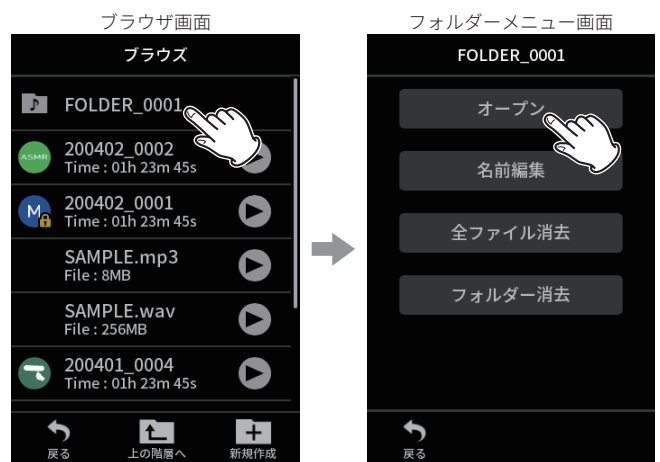 ブラウザ画面
ブラウズ
FOLDER_0001
ASMR
200402_0002
Time : 01h 23m 45s
M
200402_0001
Time : 01h 23m 45s
SAMPLE.mp3
File : 8MB
SAMPLE.wav
File : 256MB
200401_0004
Time : 01h 23m 45s
戻る
上の階層へ
新規作成
フォルダーメニュー画面
FOLDER_0001
オープン
名前編集
全ファイル消去
フォルダー消去
戻る